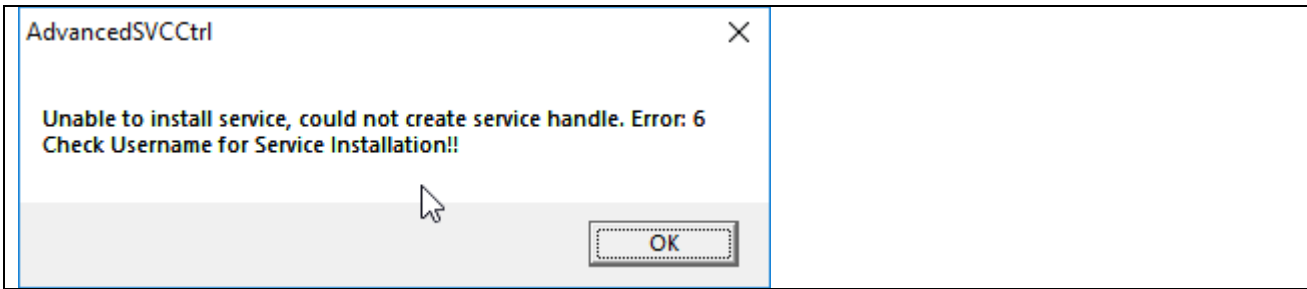 AdvancedSVCCtrl
Unable to install service, could not create service handle. Error: 6
Check Username for Service Installation!!
OK